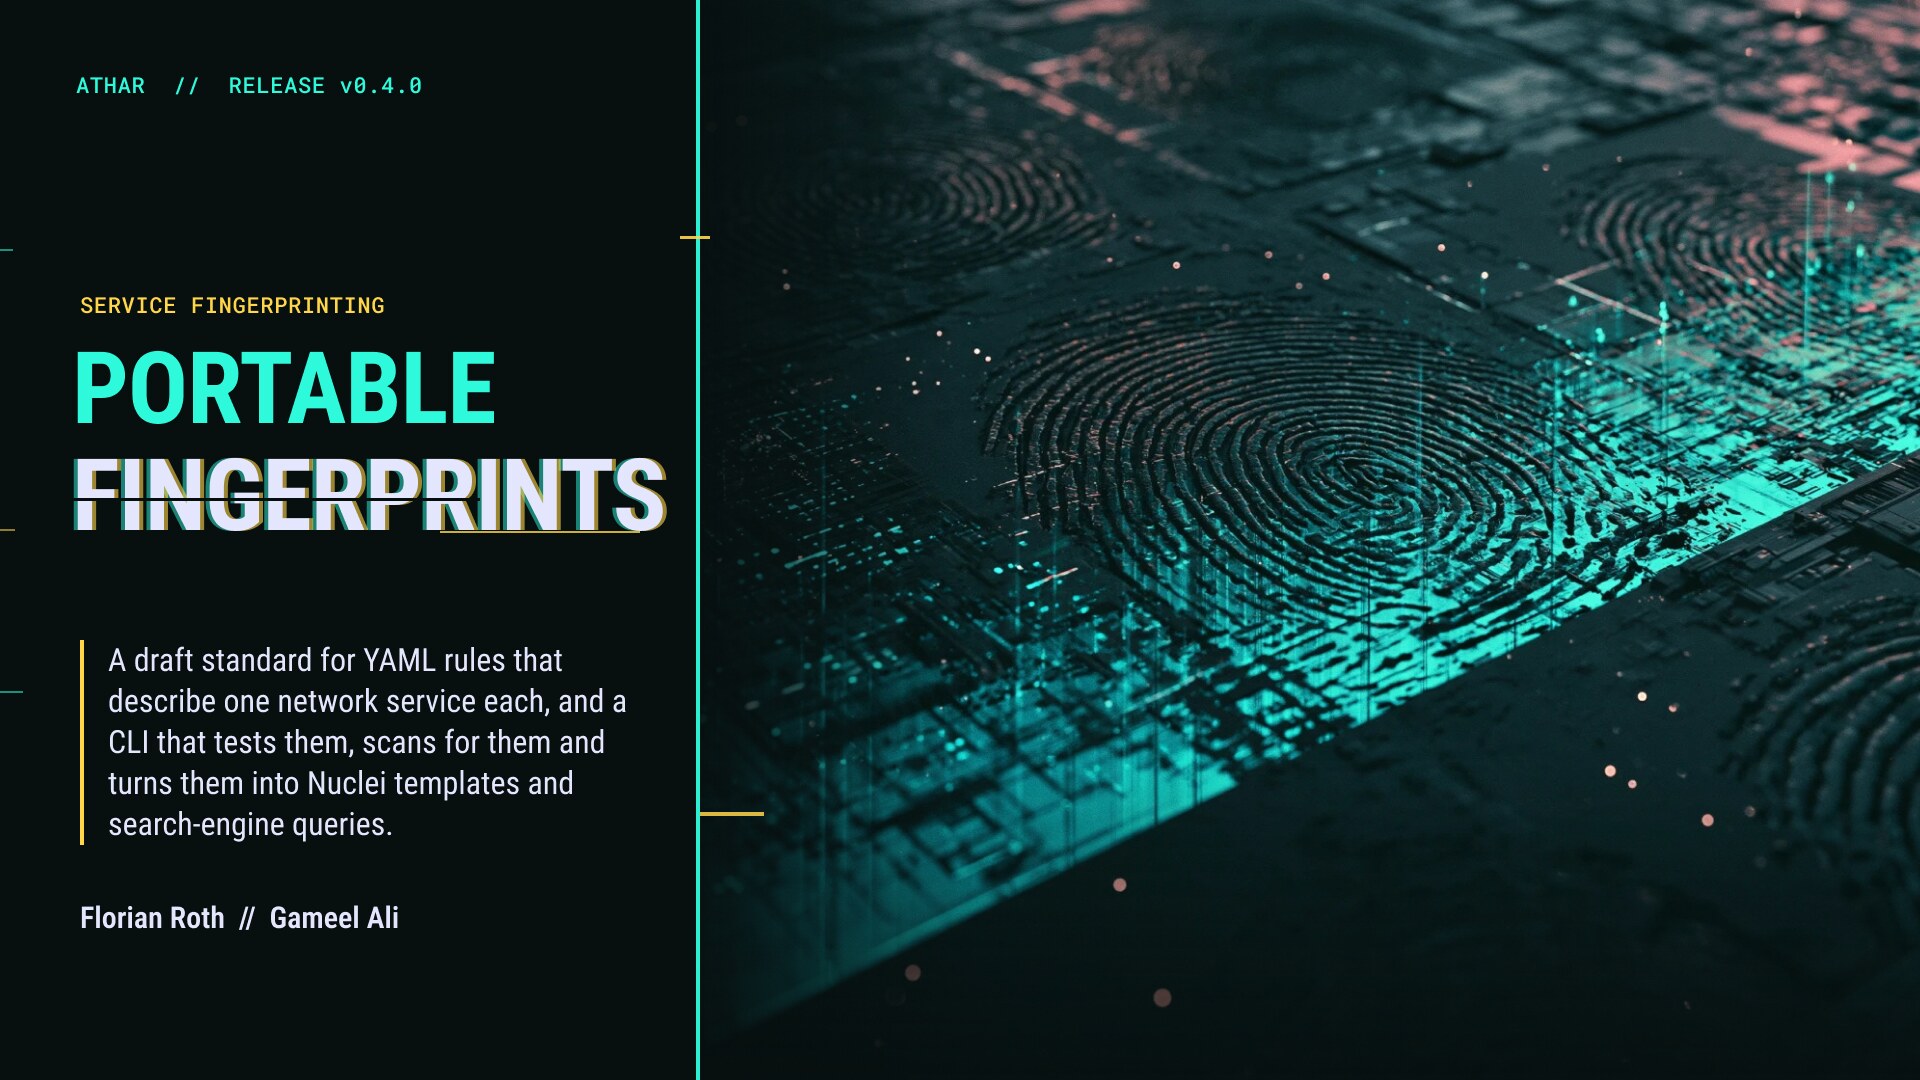 ATHAR // RELEASE v0.4.0
SERVICE FINGERPRINTING
PORTABLE
FINGERPRINTS
A draft standard for YAML rules that
describe one network service each, and a
CLI that tests them, scans for them and
turns them into Nuclei templates and
search-engine queries.
Florian Roth // Gameel Ali